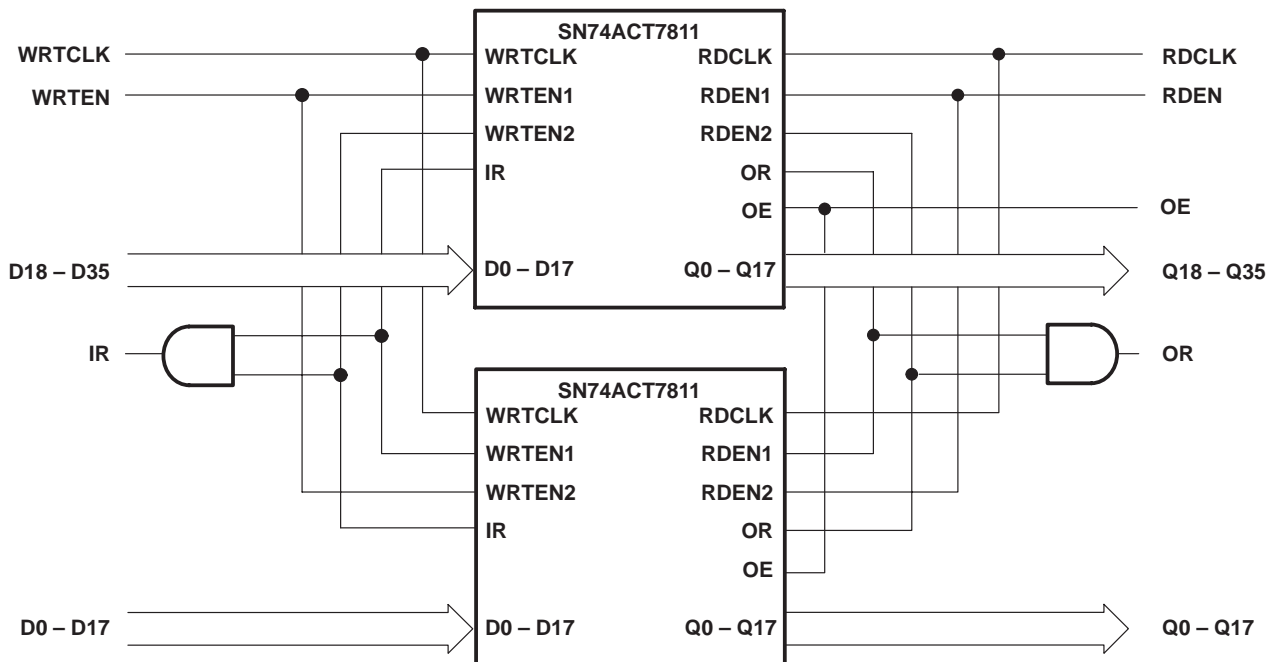 SN74ACT7811
WRTCLK WRTCLK RDCLK RDCLK
WRTEN WRTEN1 RDEN1 RDEN
WRTEN2 RDEN2
IR OR
OE OE
D18 – D35 D0 – D17 Q0 – Q17 Q18 – Q35
IR OR
SN74ACT7811
WRTCLK RDCLK
WRTEN1 RDEN1
WRTEN2 RDEN2
IR OR
OE
D0 – D17 D0 – D17 Q0 – Q17 Q0 – Q17